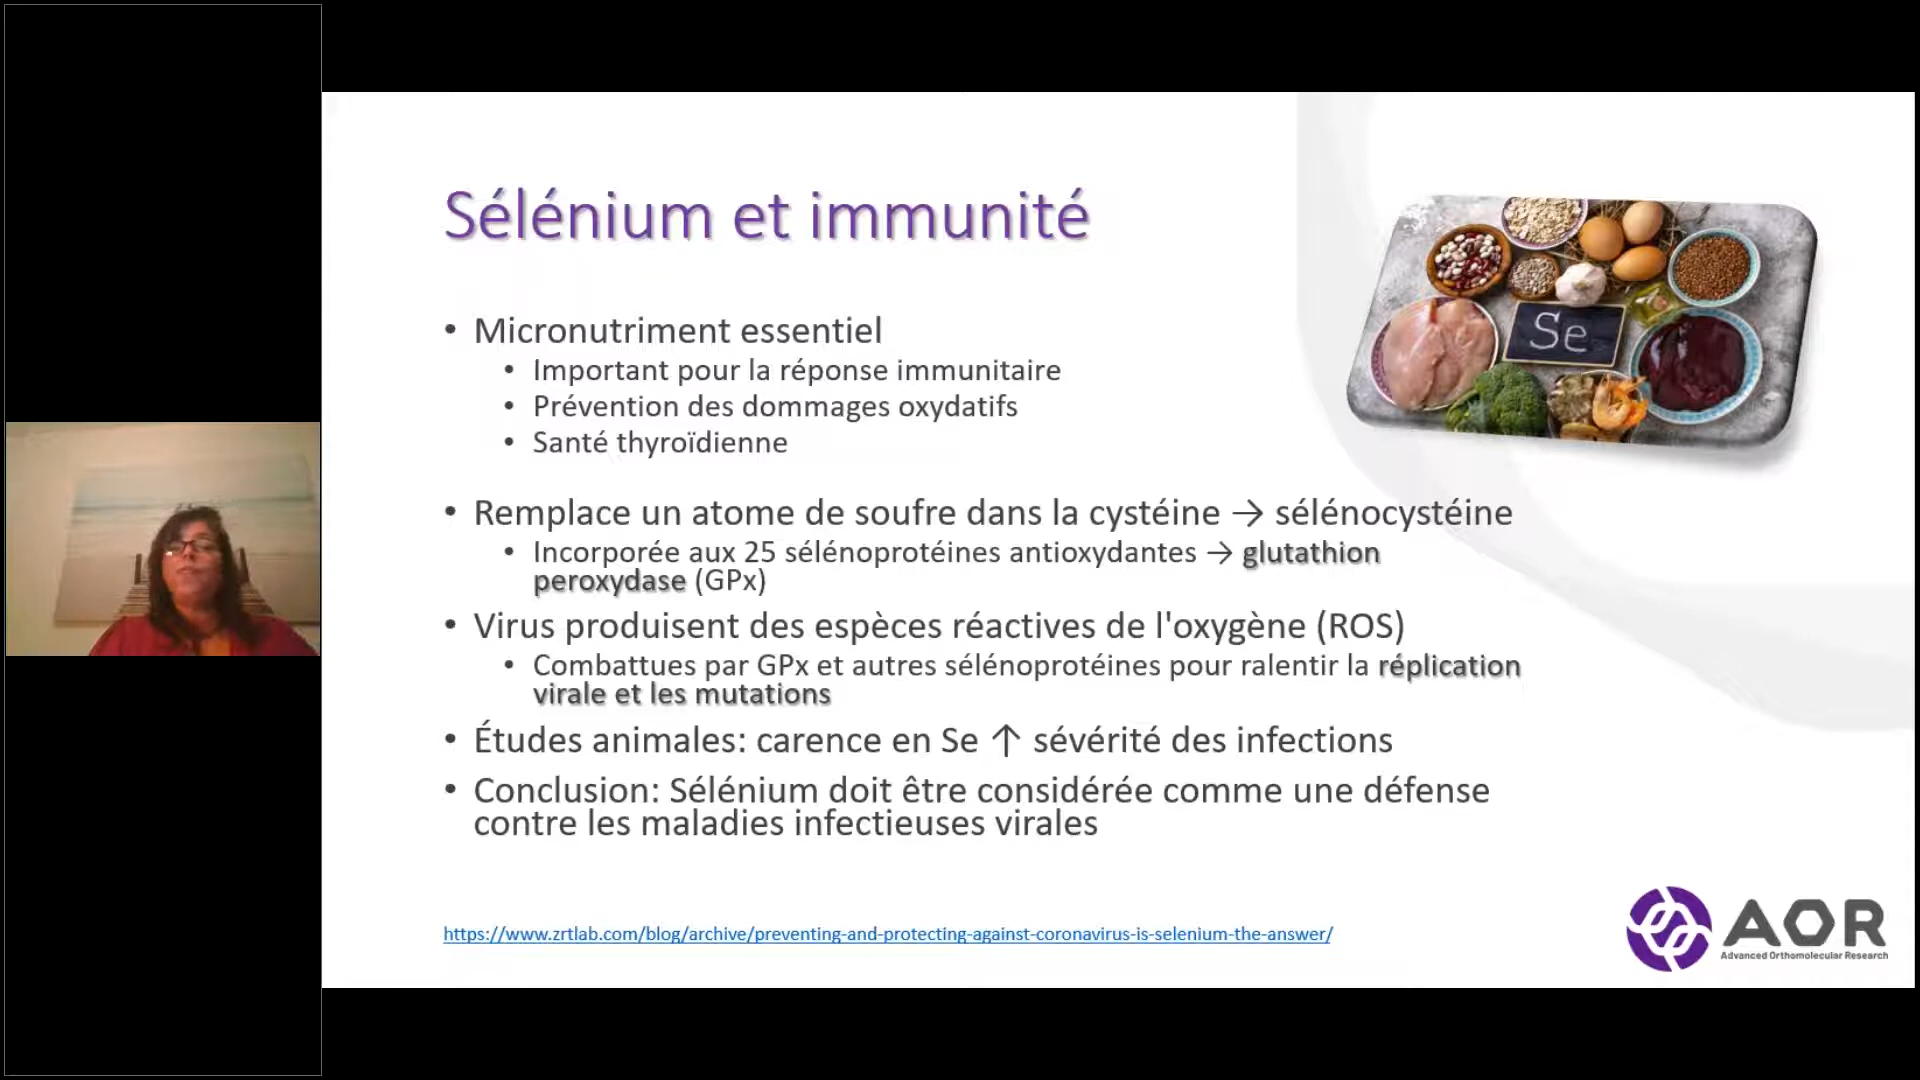 Sélénium et immunité
Se
• Micronutriment essentiel
• Important pour la réponse immunitaire
• Prévention des dommages oxydatifs
• Santé thyroïdienne
• Remplace un atome de soufre dans la cystéine → sélénocystéine
• Incorporée aux 25 sélénoprotéines antioxydantes → glutathion
peroxydase (GPx)
• Virus produisent des espèces réactives de l'oxygène (ROS)
• Combattues par GPx et autres sélénoprotéines pour ralentir la réplication
virale et les mutations
• Études animales: carence en Se ↑ sévérité des infections
• Conclusion: Sélénium doit être considérée comme une défense
contre les maladies infectieuses virales
https://www.zrtlab.com/blog/archive/preventing-and-protecting-against-coronavirus-is-selenium-the-answer/
AOR
Advanced Orthomolecular Research